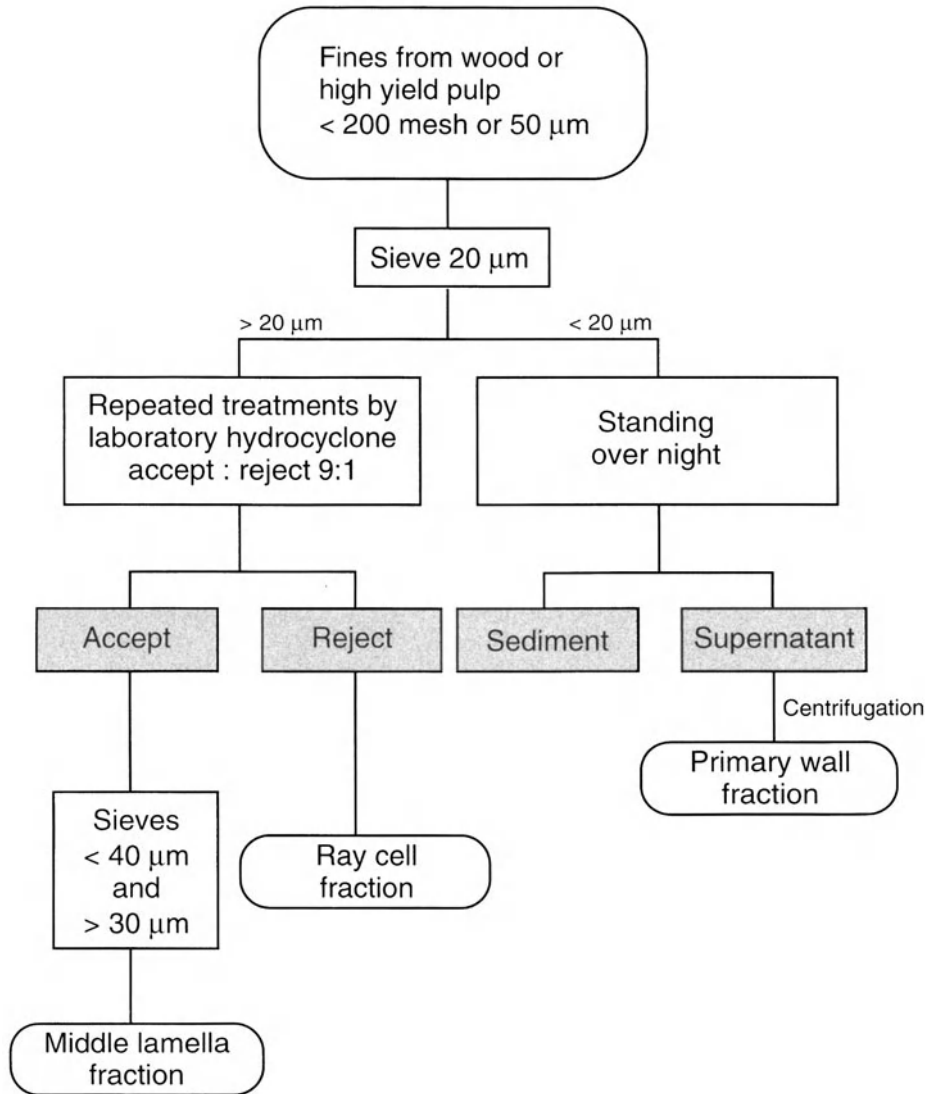 Fines from wood or
high yield pulp
< 200 mesh or 50 μm
Sieve 20 μm
> 20 μm
< 20 μm
Repeated treatments by
laboratory hydrocyclone
accept : reject 9:1
Standing
over night
Accept
Reject
Sediment
Supernatant
Centrifugation
Primary wall
fraction
Sieves
< 40 μm
and
> 30 μm
Ray cell
fraction
Middle lamella
fraction